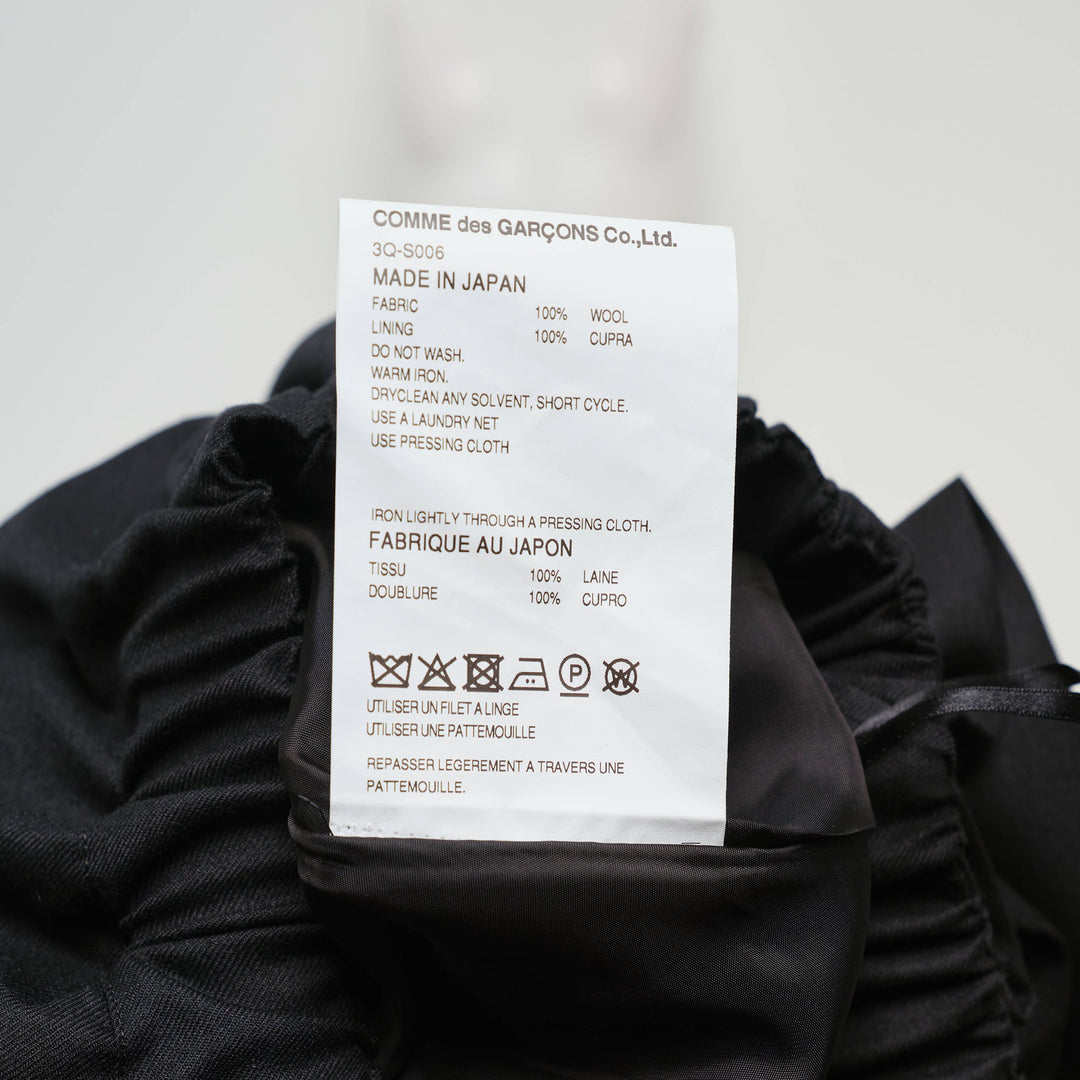 COMME des GARÇONS Co.,Ltd.
3Q-S006
MADE IN JAPAN
FABRIC 100% WOOL
LINING 100% CUPRA
DO NOT WASH.
WARM IRON.
DRYCLEAN ANY SOLVENT, SHORT CYCLE.
USE A LAUNDRY NET
USE PRESSING CLOTH
IRON LIGHTLY THROUGH A PRESSING CLOTH.
FABRIQUE AU JAPON
TISSU 100% LAINE
DOUBLURE 100% CUPRO
P W
UTILISER UN FILET A LINGE
UTILISER UNE PATTEMOUILLE
REPASSER LEGEREMENT A TRAVERS UNE
PATTEMOUILLE.